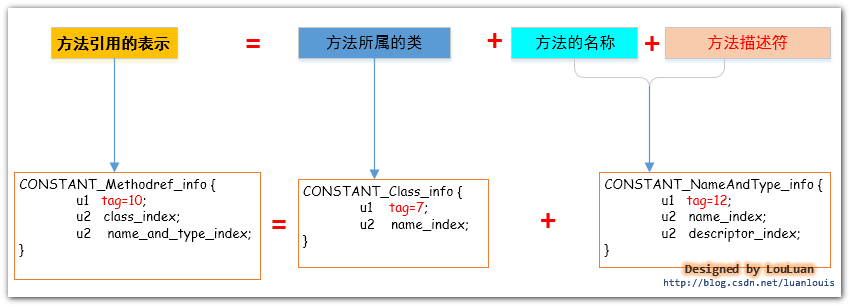 方法引用的表示 = 方法所属的类 + 方法的名称 + 方法描述符
CONSTANT_Methodref_info {
u1 tag=10;
u2 class_index;
u2 name_and_type_index;
}
=
CONSTANT_Class_info {
u1 tag=7;
u2 name_index;
}
+
CONSTANT_NameAndType_info {
u1 tag=12;
u2 name_index;
u2 descriptor_index;
}
Designed by LouLuan
http://blog.csdn.net/luanlouis